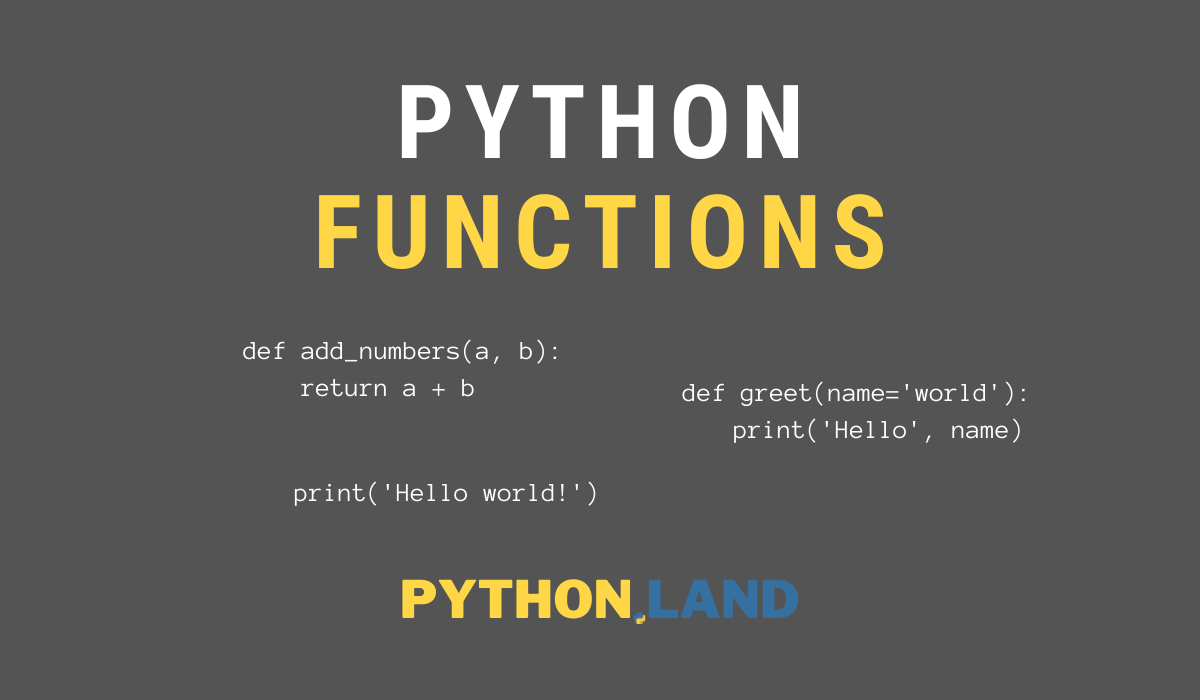 PYTHON
FUNCTIONS
def add_numbers(a, b):
    return a + b
def greet(name='world'):
    print('Hello', name)
print('Hello world!')
PYTHON.LAND